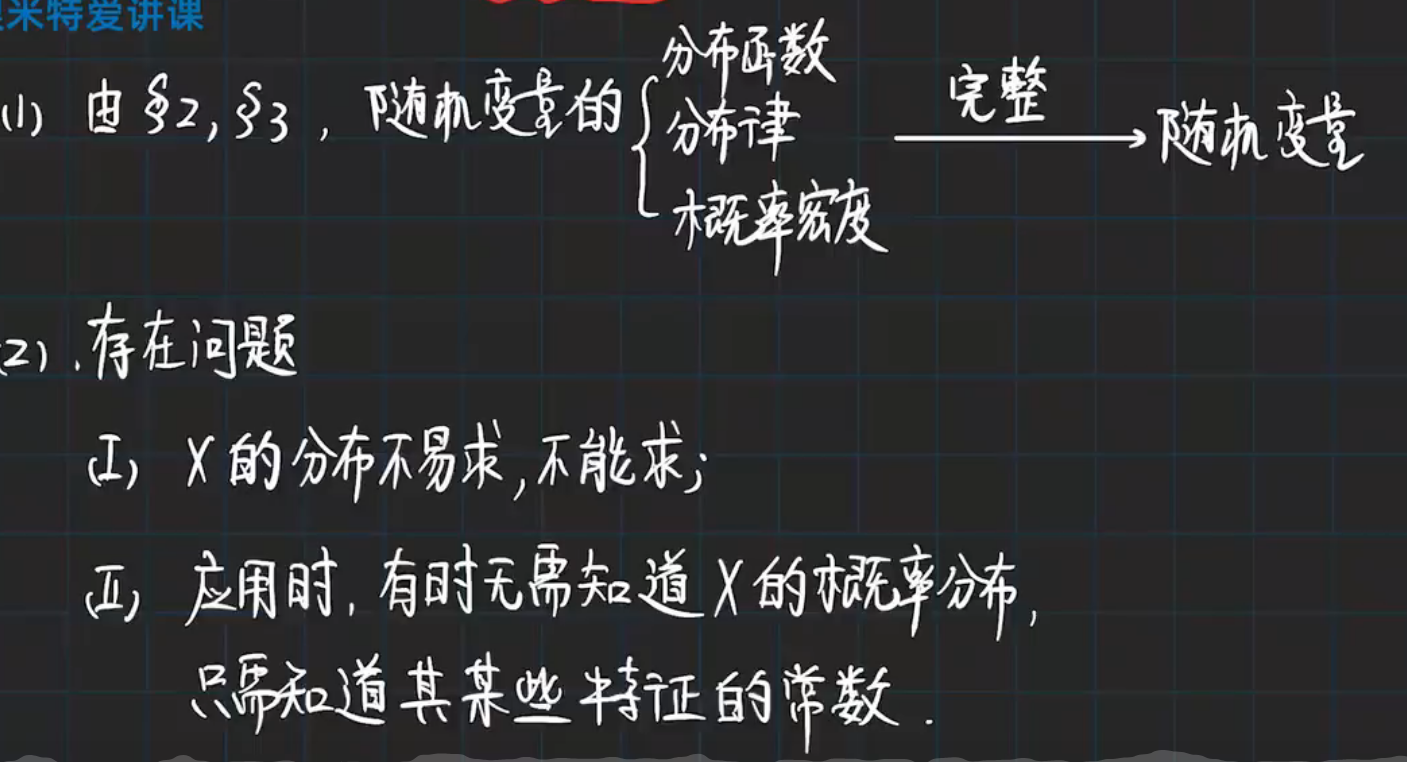 米特爱讲课
(1) 由 §2, §3 , 随机变量的 { 分布函数 分布律 概率密度 完整 → 随机变量
(2). 存在问题
(I) X 的分布不易求, 不能求;
(II) 应用时, 有时无需知道 X 的概率分布,
只需知道其某些特征的常数.